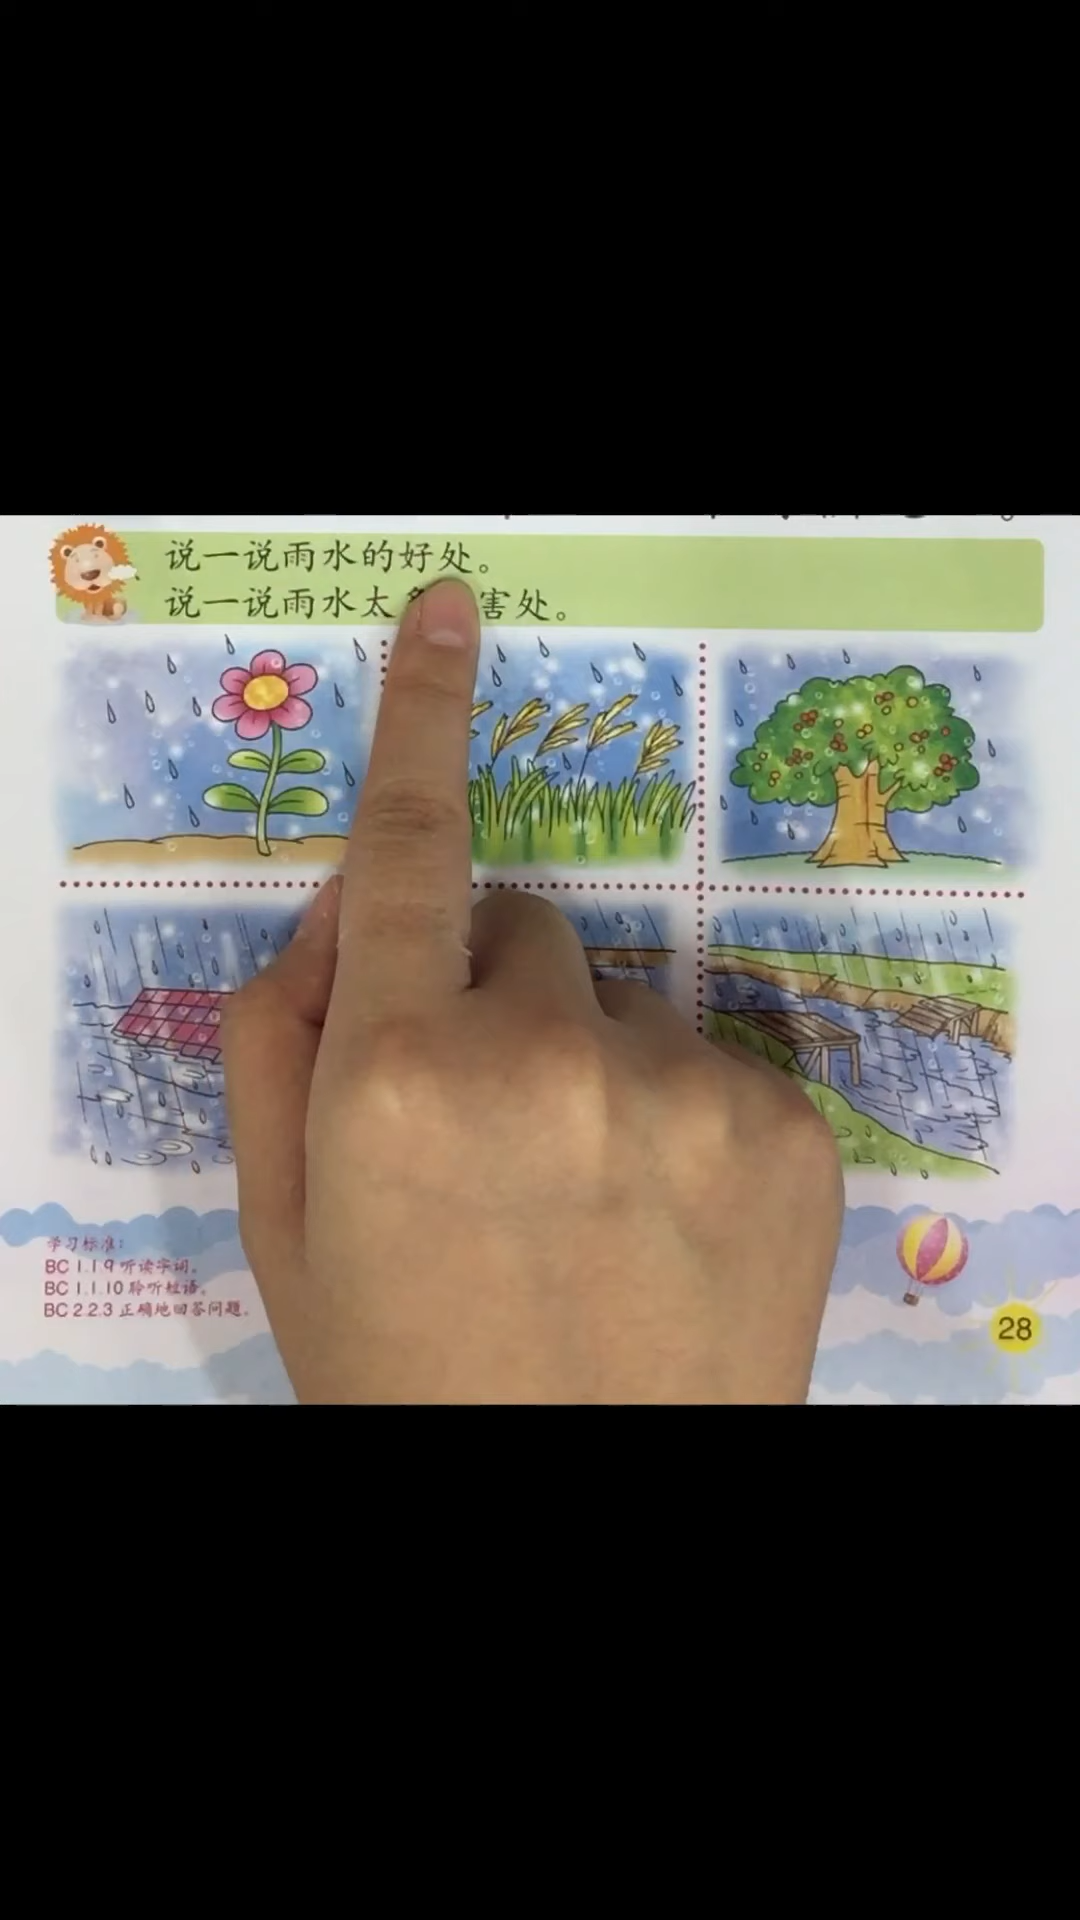 说一说雨水的好处。
说一说雨水太 害处。
学习标准：
BC 1.1.9 听读字词。
BC 1.1.10 聆听短语。
BC 2.2.3 正确地回答问题。
28